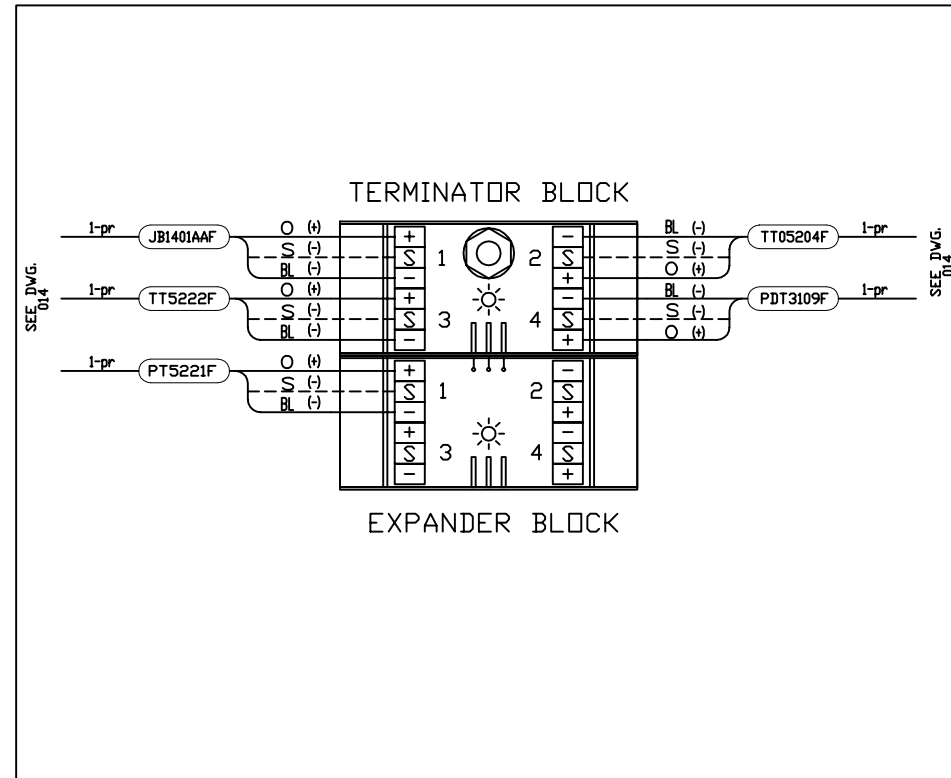 TERMINATOR BLOCK
SEE DWG.
014
1-pr JB1401AAF O (+)
S (-)
BL (-)
1-pr TT5222F O (+)
S (-)
BL (-)
1-pr PT5221F O (+)
S (-)
BL (-)
+ 1 2 -
S S
- +
+ 3 4 -
S S
- +
+ 1 2 -
S S
- +
+ 3 4 -
S S
- +
BL (-) TT05204F 1-pr
S (-)
O (+)
BL (-) PDT3109F 1-pr
S (-)
O (+)
SEE DWG.
014
EXPANDER BLOCK